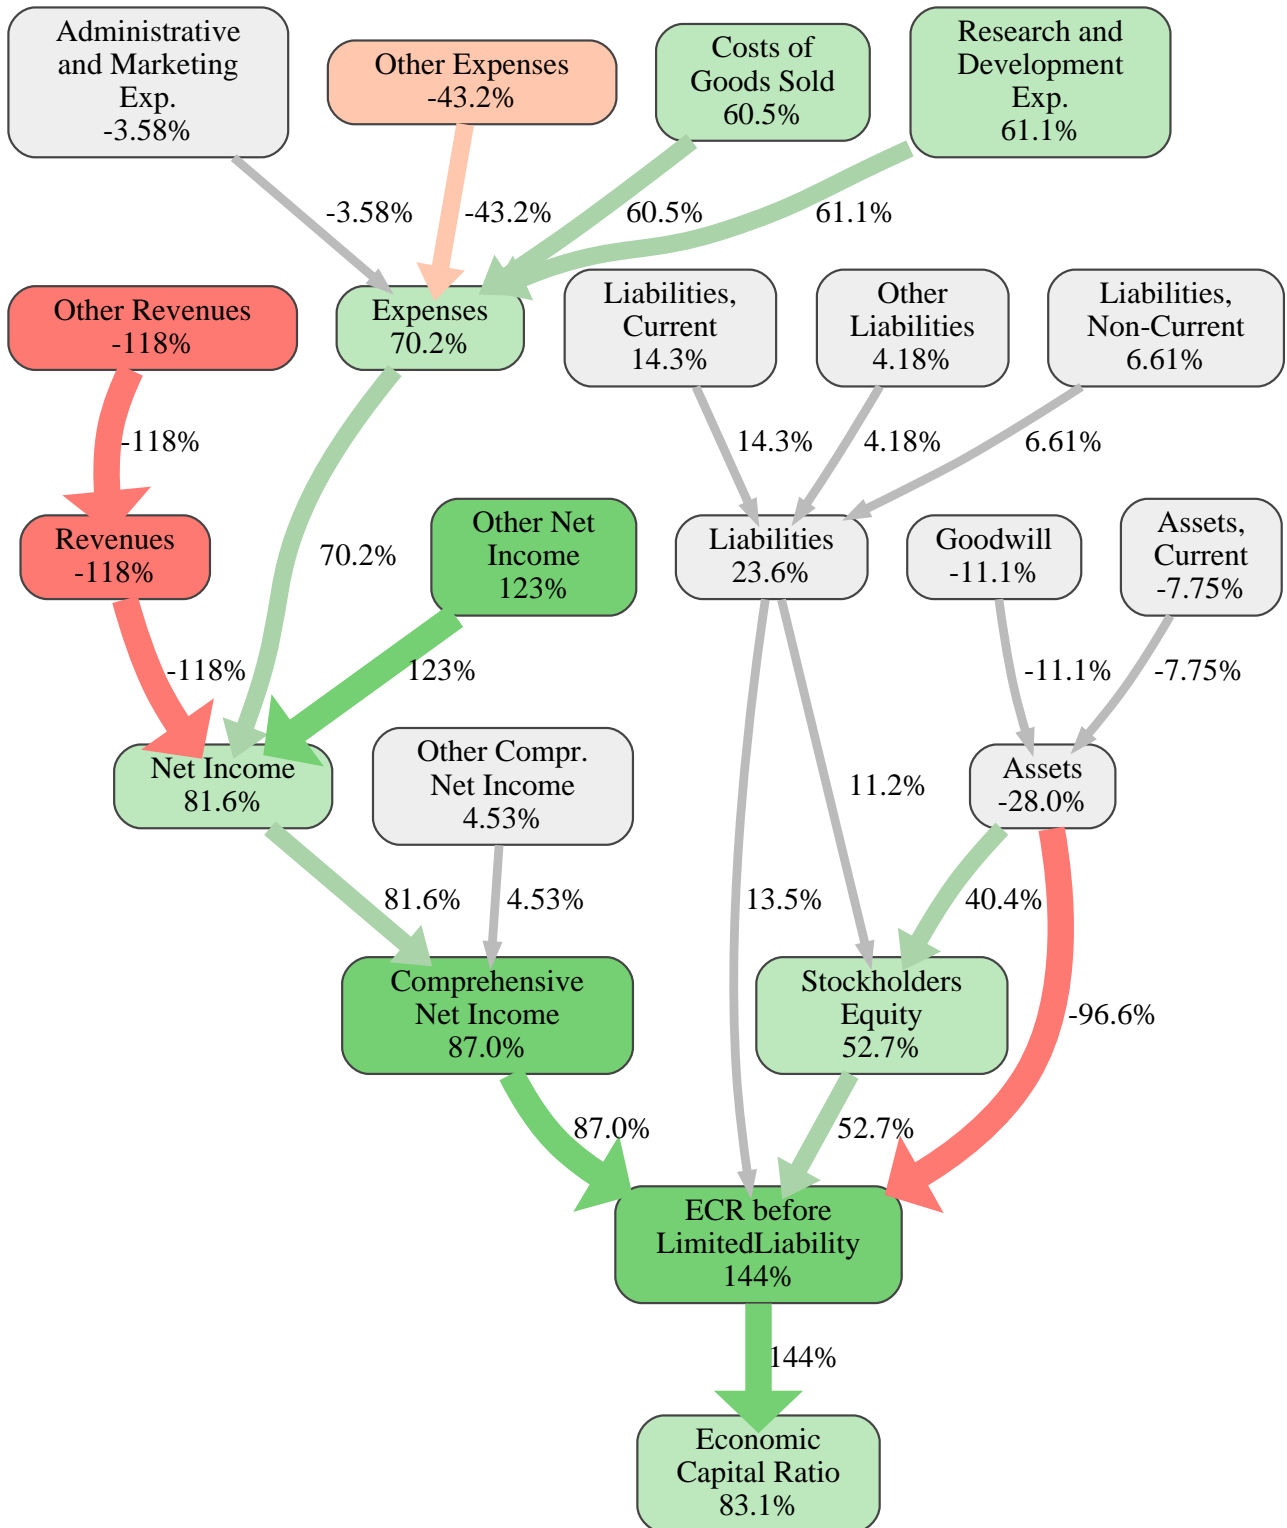 Administrative
and Marketing
Exp.
-3.58%
Other Expenses
-43.2%
Costs of
Goods Sold
60.5%
Research and
Development
Exp.
61.1%
-3.58%
-43.2%
60.5%
61.1%
Other Revenues
-118%
Expenses
70.2%
Liabilities,
Current
14.3%
Other
Liabilities
4.18%
Liabilities,
Non-Current
6.61%
-118%
14.3%
4.18%
6.61%
Revenues
-118%
70.2%
Other Net
Income
123%
Liabilities
23.6%
Goodwill
-11.1%
Assets,
Current
-7.75%
-118%
123%
-11.1%
-7.75%
Net Income
81.6%
Other Compr.
Net Income
4.53%
11.2%
Assets
-28.0%
81.6%
4.53%
13.5%
40.4%
Comprehensive
Net Income
87.0%
Stockholders
Equity
52.7%
-96.6%
87.0%
52.7%
ECR before
LimitedLiability
144%
144%
Economic
Capital Ratio
83.1%